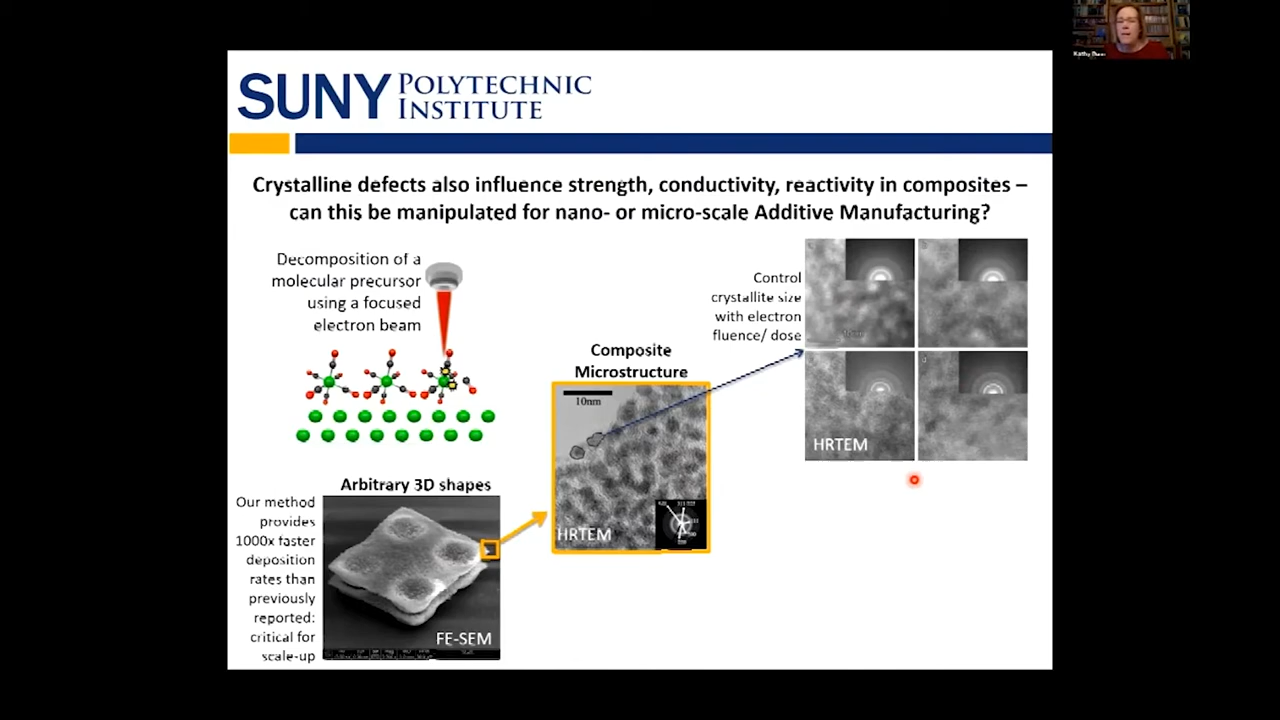 SUNY POLYTECHNIC
INSTITUTE
Crystalline defects also influence strength, conductivity, reactivity in composites –
can this be manipulated for nano- or micro-scale Additive Manufacturing?
Decomposition of a
molecular precursor
using a focused
electron beam
Control
crystallite size
with electron
fluence/ dose
HRTEM
Composite
Microstructure
10nm
HRTEM
Arbitrary 3D shapes
Our method
provides
1000x faster
deposition
rates than
previously
reported:
critical for
scale-up
FE-SEM
Kathy